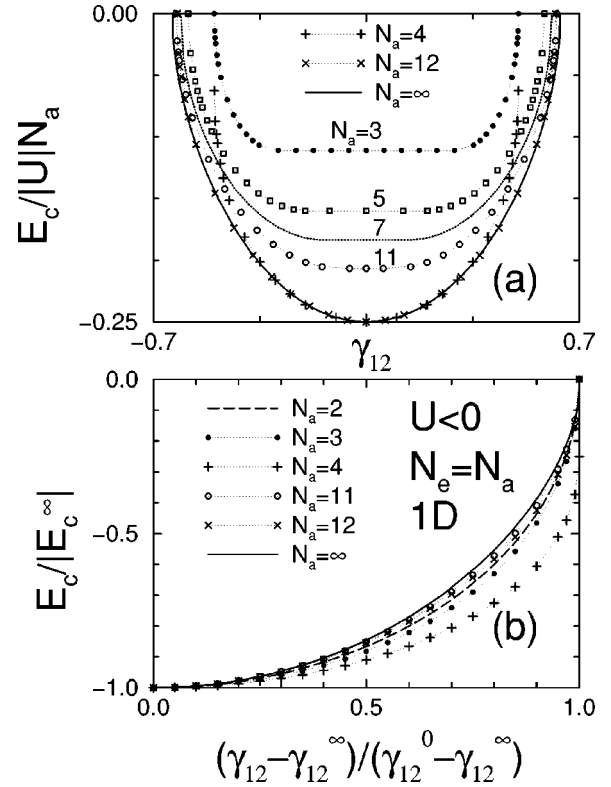 0.00
N_a=4
N_a=12
N_a=∞
N_a=3
5
7
11
(a)
E_c/|U|N_a
−0.25
−0.7
γ_12
0.7
0.0
N_a=2
N_a=3
N_a=4
N_a=11
N_a=12
N_a=∞
U<0
N_e=N_a
1D
E_c/|E_c^∞|
−0.5
(b)
−1.0
0.0
0.5
1.0
(γ_12−γ_12^∞)/(γ_12^0−γ_12^∞)